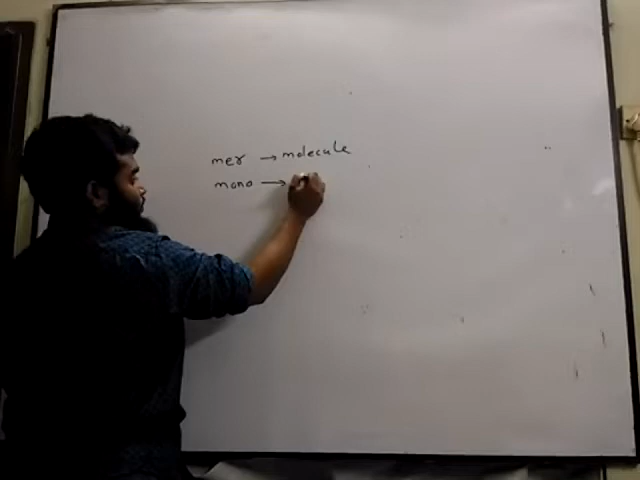 mer → molecule
mono →